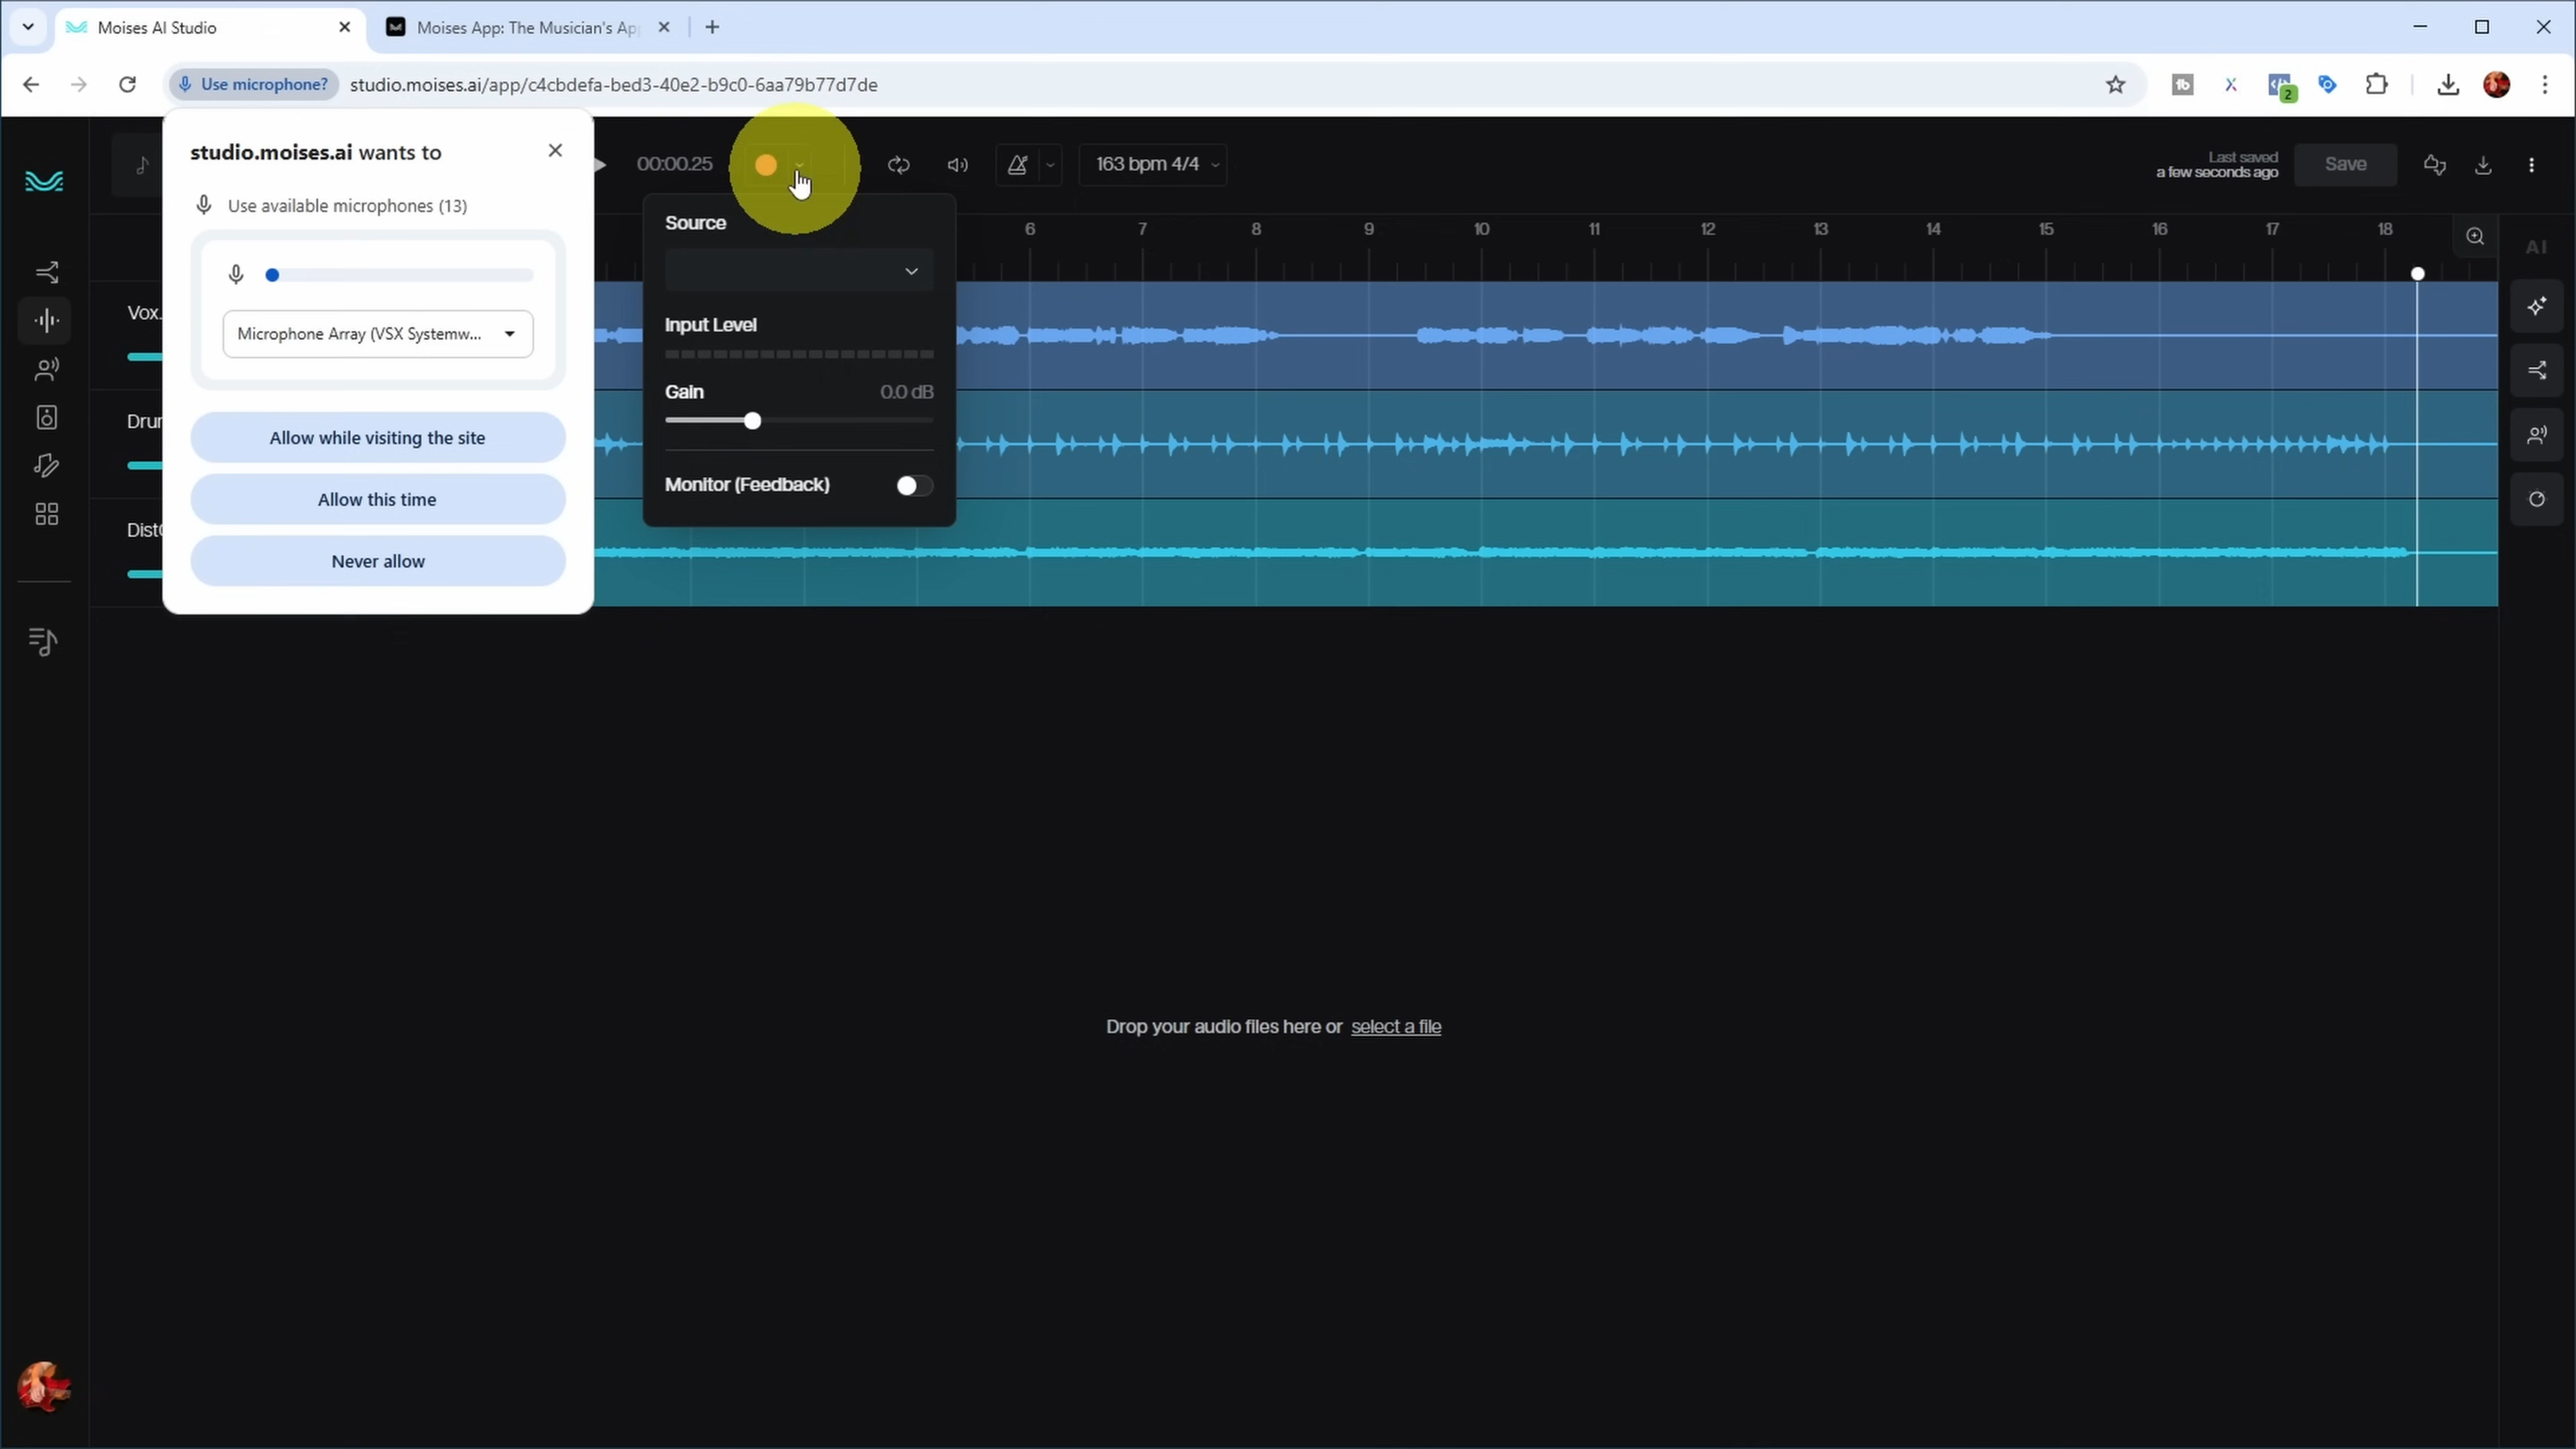 Moises AI Studio
Moises App: The Musician's Ap
Use microphone?
studio.moises.ai/app/c4cbdefa-bed3-40e2-b9c0-6aa79b77d7de
2
studio.moises.ai wants to
Use available microphones (13)
Microphone Array (VSX Systemw...
Allow while visiting the site
Allow this time
Never allow
00:00.25
163 bpm 4/4
Last saved
a few seconds ago
Save
Source
Input Level
Gain 0.0 dB
Monitor (Feedback)
6 7 8 9 10 11 12 13 14 15 16 17 18
AI
Vox.
Drur
Dist
Drop your audio files here or select a file